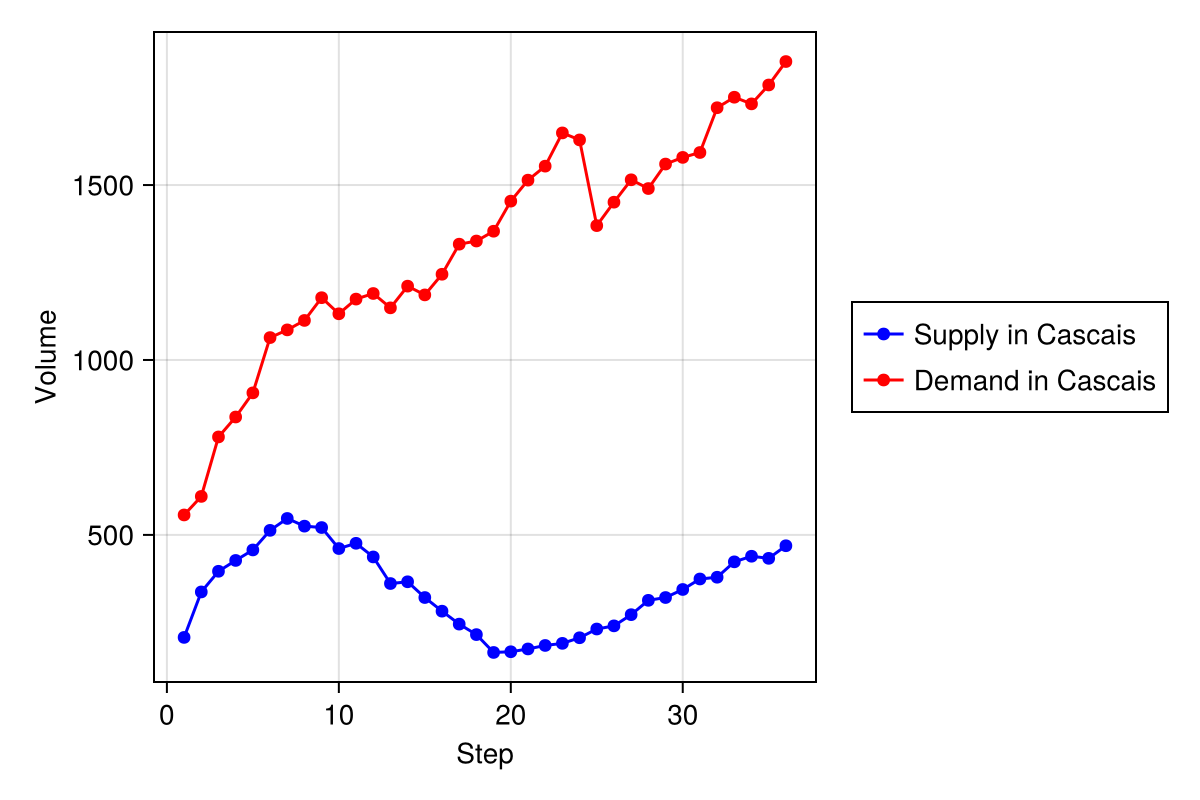 1500
1000
500
Volume
0 10 20 30
Step
Supply in Cascais
Demand in Cascais